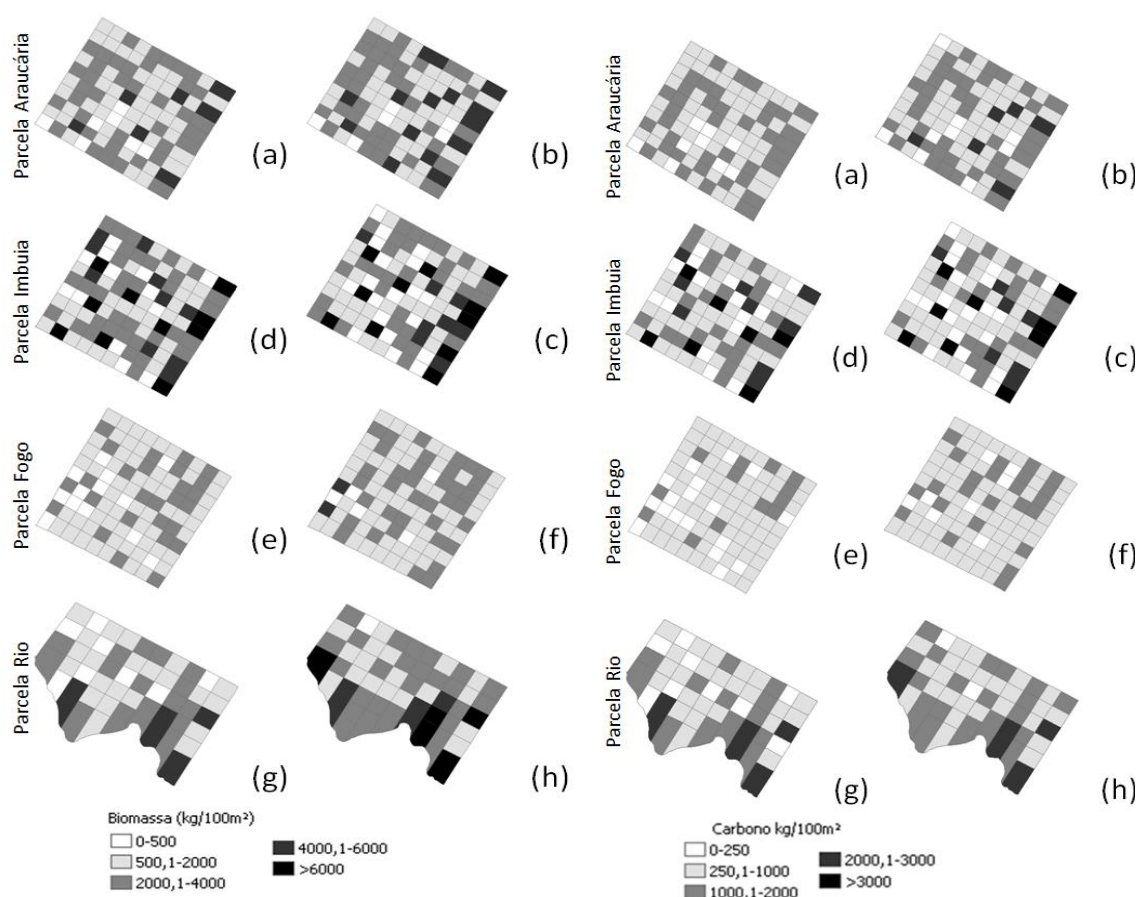 Parcela Araucária
(a)
(b)
Parcela Imbuia
(d)
(c)
Parcela Fogo
(e)
(f)
Parcela Rio
(g)
(h)
Biomassa (kg/100m²)
0-500
500,1-2000
2000,1-4000
4000,1-6000
>6000
Parcela Araucária
(a)
(b)
Parcela Imbuia
(d)
(c)
Parcela Fogo
(e)
(f)
Parcela Rio
(g)
(h)
Carbono kg/100m²
0-250
250,1-1000
1000,1-2000
2000,1-3000
>3000